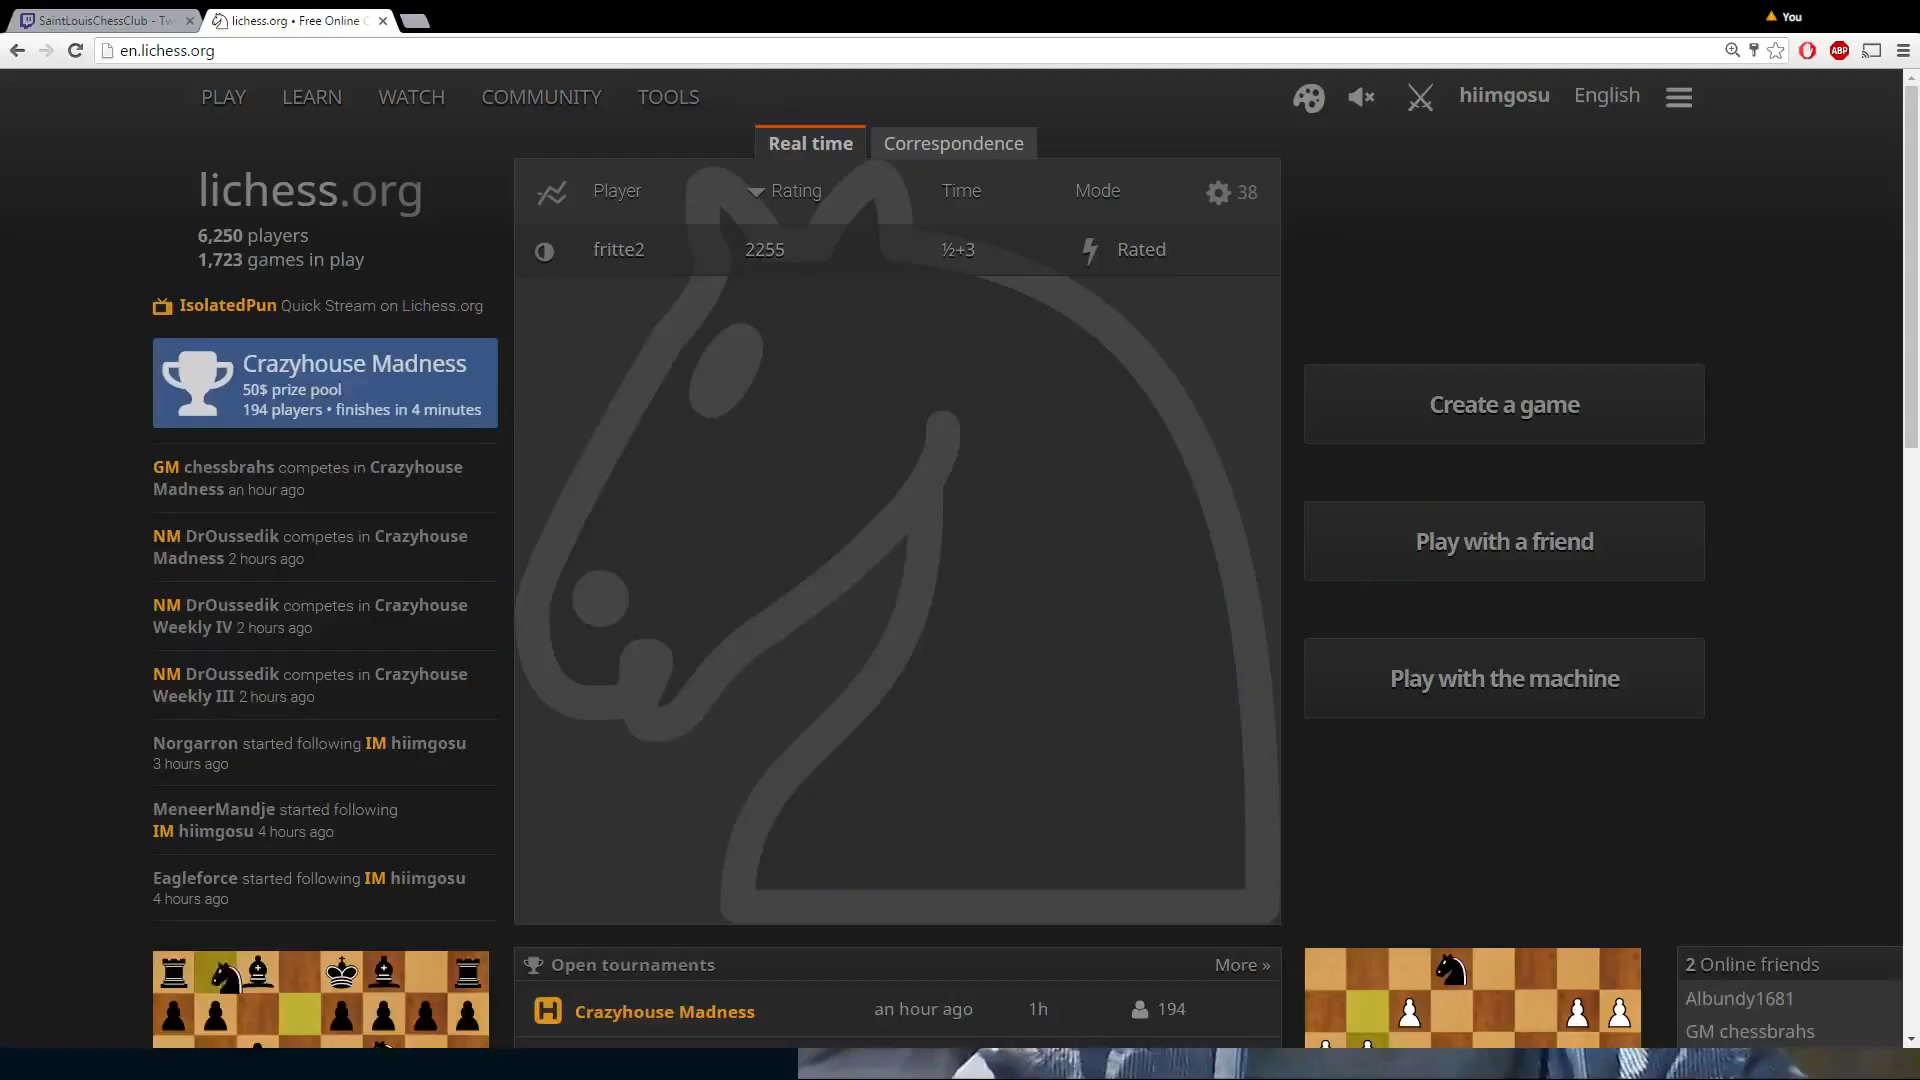 SaintLouisChessClub - Tw
lichess.org • Free Online C
You
en.lichess.org
ABP
PLAY
LEARN
WATCH
COMMUNITY
TOOLS
hiimgosu
English
Real time
Correspondence
lichess.org
6,250 players
1,723 games in play
Player
Rating
Time
Mode
38
fritte2
2255
½+3
Rated
IsolatedPun Quick Stream on Lichess.org
Crazyhouse Madness
50$ prize pool
194 players • finishes in 4 minutes
GM chessbrahs competes in Crazyhouse
Madness an hour ago
NM DrOussedik competes in Crazyhouse
Madness 2 hours ago
NM DrOussedik competes in Crazyhouse
Weekly IV 2 hours ago
NM DrOussedik competes in Crazyhouse
Weekly III 2 hours ago
Norgarron started following IM hiimgosu
3 hours ago
MeneerMandje started following
IM hiimgosu 4 hours ago
Eagleforce started following IM hiimgosu
4 hours ago
Create a game
Play with a friend
Play with the machine
Open tournaments
More »
H
Crazyhouse Madness
an hour ago
1h
194
2 Online friends
Albundy1681
GM chessbrahs